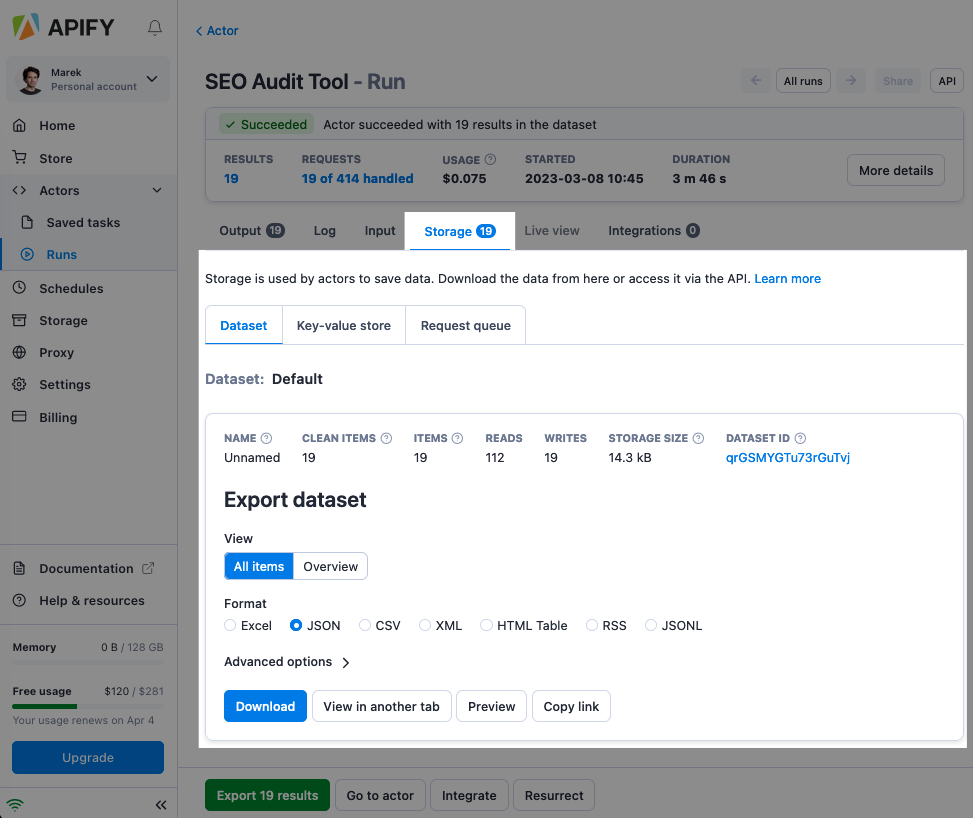 APIFY
Marek
Personal account
Home
Store
Actors
Saved tasks
Runs
Schedules
Storage
Proxy
Settings
Billing
Documentation
Help & resources
Memory 0 B / 128 GB
Free usage $120 / $281
Your usage renews on Apr 4
Upgrade
Actor
SEO Audit Tool - Run
All runs Share API
Succeeded Actor succeeded with 19 results in the dataset
RESULTS REQUESTS USAGE STARTED DURATION
19 19 of 414 handled $0.075 2023-03-08 10:45 3 m 46 s
More details
Output 19 Log Input Storage 19 Live view Integrations 0
Storage is used by actors to save data. Download the data from here or access it via the API. Learn more
Dataset Key-value store Request queue
Dataset: Default
NAME CLEAN ITEMS ITEMS READS WRITES STORAGE SIZE DATASET ID
Unnamed 19 19 112 19 14.3 kB qrGSMYGTu73rGuTvj
Export dataset
View
All items Overview
Format
Excel JSON CSV XML HTML Table RSS JSONL
Advanced options
Download View in another tab Preview Copy link
Export 19 results Go to actor Integrate Resurrect